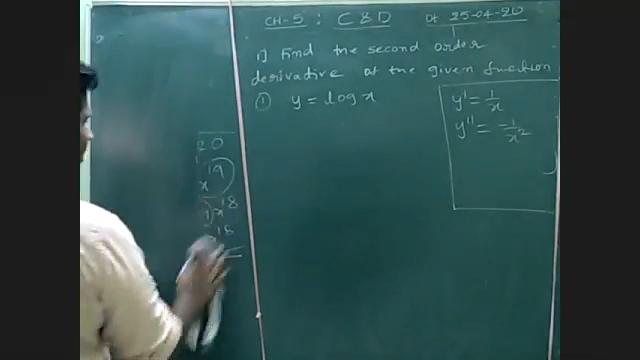 CH-5 : C & D Dt 25-04-20
1) Find the second order
derivative of the given function
① y = log x
y' = 1/x
y'' = -1/x²
20
19
x
1) x 18
18